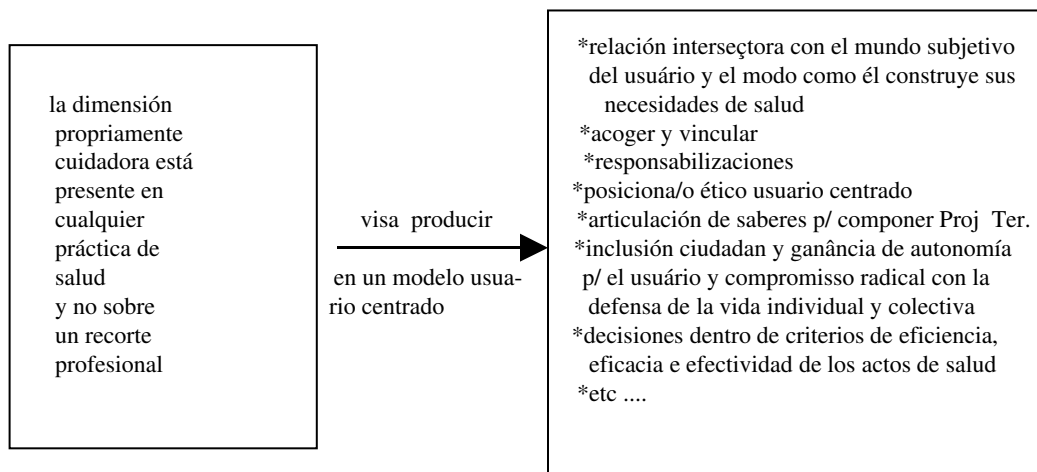 la dimensión
propriamente
cuidadora está
presente en
cualquier
práctica de
salud
y no sobre
un recorte
profesional
visa producir
en un modelo usua-
rio centrado
*relación interseçtora con el mundo subjetivo
del usuário y el modo como él construye sus
necesidades de salud
*acoger y vincular
*responsabilizaciones
*posiciona/o ético usuario centrado
*articulación de saberes p/ componer Proj Ter.
*inclusión ciudadan y ganância de autonomía
p/ el usuário y compromisso radical con la
defensa de la vida individual y colectiva
*decisiones dentro de criterios de eficiencia,
eficacia e efectividad de los actos de salud
*etc ....